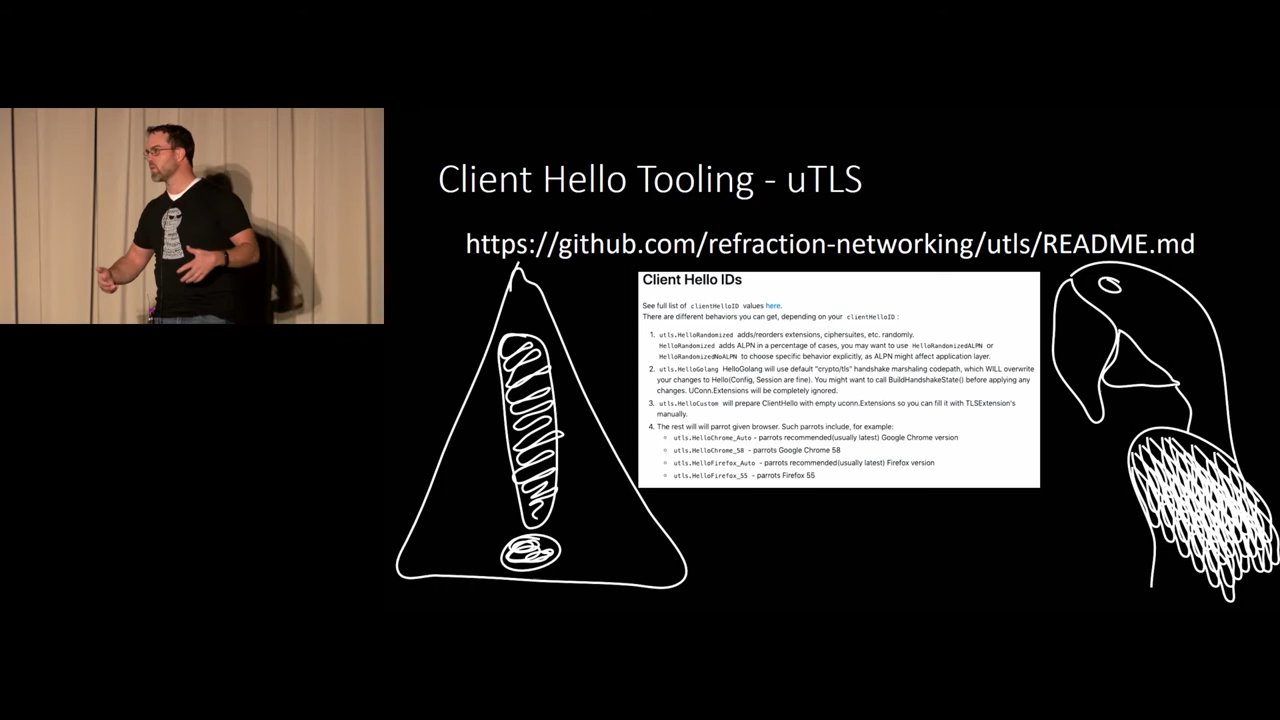 Client Hello Tooling - uTLS
https://github.com/refraction-networking/utls/README.md
Client Hello IDs
See full list of clientHelloID values here.
There are different behaviors you can get, depending on your clientHelloID :
1. utls.HelloRandomized adds/reorders extensions, ciphersuites, etc. randomly.
HelloRandomized adds ALPN in a percentage of cases, you may want to use HelloRandomizedALPN or
HelloRandomizedNoALPN to choose specific behavior explicitly, as ALPN might affect application layer.
2. utls.HelloGolang HelloGolang will use default "crypto/tls" handshake marshaling codepath, which WILL overwrite
your changes to Hello(Config, Session are fine). You might want to call BuildHandshakeState() before applying any
changes. UConn.Extensions will be completely ignored.
3. utls.HelloCustom will prepare ClientHello with empty uconn.Extensions so you can fill it with TLSExtension's
manually.
4. The rest will will parrot given browser. Such parrots include, for example:
○ utls.HelloChrome_Auto - parrots recommended(usually latest) Google Chrome version
○ utls.HelloChrome_58 - parrots Google Chrome 58
○ utls.HelloFirefox_Auto - parrots recommended(usually latest) Firefox version
○ utls.HelloFirefox_55 - parrots Firefox 55